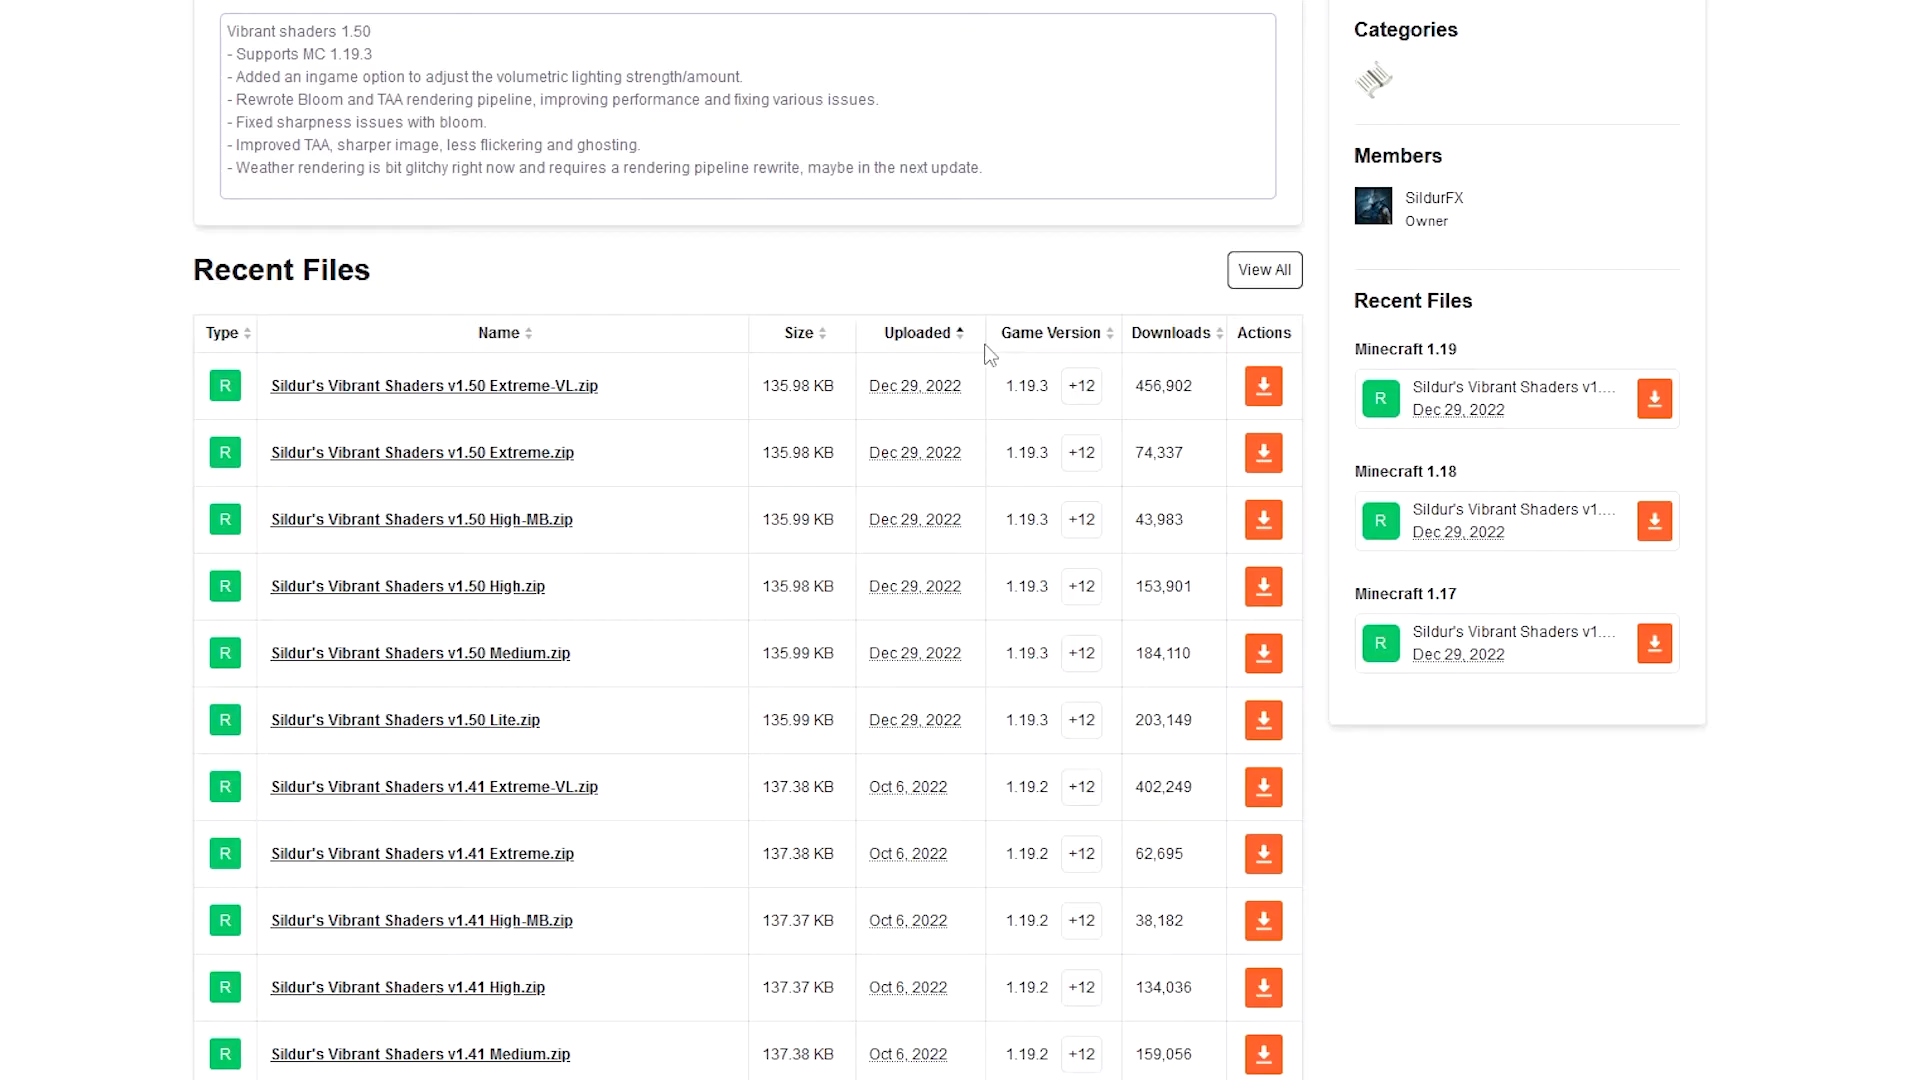 Vibrant shaders 1.50
- Supports MC 1.19.3
- Added an ingame option to adjust the volumetric lighting strength/amount.
- Rewrote Bloom and TAA rendering pipeline, improving performance and fixing various issues.
- Fixed sharpness issues with bloom.
- Improved TAA, sharper image, less flickering and ghosting.
- Weather rendering is bit glitchy right now and requires a rendering pipeline rewrite, maybe in the next update.
Recent Files
View All
Type Name Size Uploaded Game Version Downloads Actions
R Sildur's Vibrant Shaders v1.50 Extreme-VL.zip 135.98 KB Dec 29, 2022 1.19.3 +12 456,902
R Sildur's Vibrant Shaders v1.50 Extreme.zip 135.98 KB Dec 29, 2022 1.19.3 +12 74,337
R Sildur's Vibrant Shaders v1.50 High-MB.zip 135.99 KB Dec 29, 2022 1.19.3 +12 43,983
R Sildur's Vibrant Shaders v1.50 High.zip 135.98 KB Dec 29, 2022 1.19.3 +12 153,901
R Sildur's Vibrant Shaders v1.50 Medium.zip 135.99 KB Dec 29, 2022 1.19.3 +12 184,110
R Sildur's Vibrant Shaders v1.50 Lite.zip 135.99 KB Dec 29, 2022 1.19.3 +12 203,149
R Sildur's Vibrant Shaders v1.41 Extreme-VL.zip 137.38 KB Oct 6, 2022 1.19.2 +12 402,249
R Sildur's Vibrant Shaders v1.41 Extreme.zip 137.38 KB Oct 6, 2022 1.19.2 +12 62,695
R Sildur's Vibrant Shaders v1.41 High-MB.zip 137.37 KB Oct 6, 2022 1.19.2 +12 38,182
R Sildur's Vibrant Shaders v1.41 High.zip 137.37 KB Oct 6, 2022 1.19.2 +12 134,036
R Sildur's Vibrant Shaders v1.41 Medium.zip 137.38 KB Oct 6, 2022 1.19.2 +12 159,056
Categories
Members
SildurFX
Owner
Recent Files
Minecraft 1.19
R Sildur's Vibrant Shaders v1....
Dec 29, 2022
Minecraft 1.18
R Sildur's Vibrant Shaders v1....
Dec 29, 2022
Minecraft 1.17
R Sildur's Vibrant Shaders v1....
Dec 29, 2022